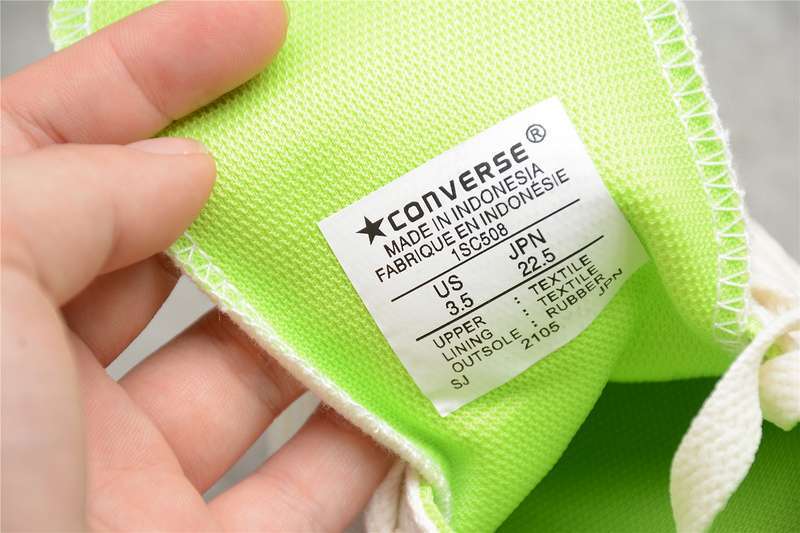 ★CONVERSE®
MADE IN INDONESIA
FABRIQUE EN INDONÉSIE
1SC508
US JPN
3.5 22.5
UPPER : TEXTILE
LINING : TEXTILE
OUTSOLE : RUBBER
SJ 2105 JPN